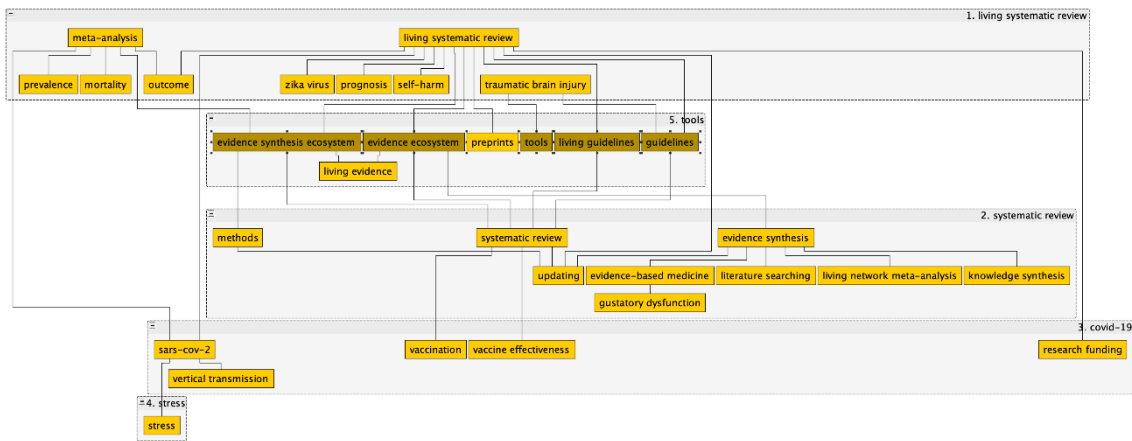 1. living systematic review
meta-analysis
living systematic review
prevalence
mortality
outcome
zika virus
prognosis
self-harm
traumatic brain injury
5. tools
evidence synthesis ecosystem
evidence ecosystem
preprints
tools
living guidelines
guidelines
living evidence
2. systematic review
methods
systematic review
evidence synthesis
updating
evidence-based medicine
literature searching
living network meta-analysis
knowledge synthesis
gustatory dysfunction
3. covid-19
sars-cov-2
vaccination
vaccine effectiveness
research funding
vertical transmission
4. stress
stress